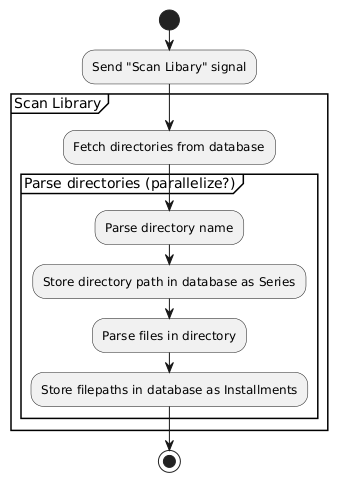 Send "Scan Libary" signal
Scan Library
Fetch directories from database
Parse directories (parallelize?)
Parse directory name
Store directory path in database as Series
Parse files in directory
Store filepaths in database as Installments